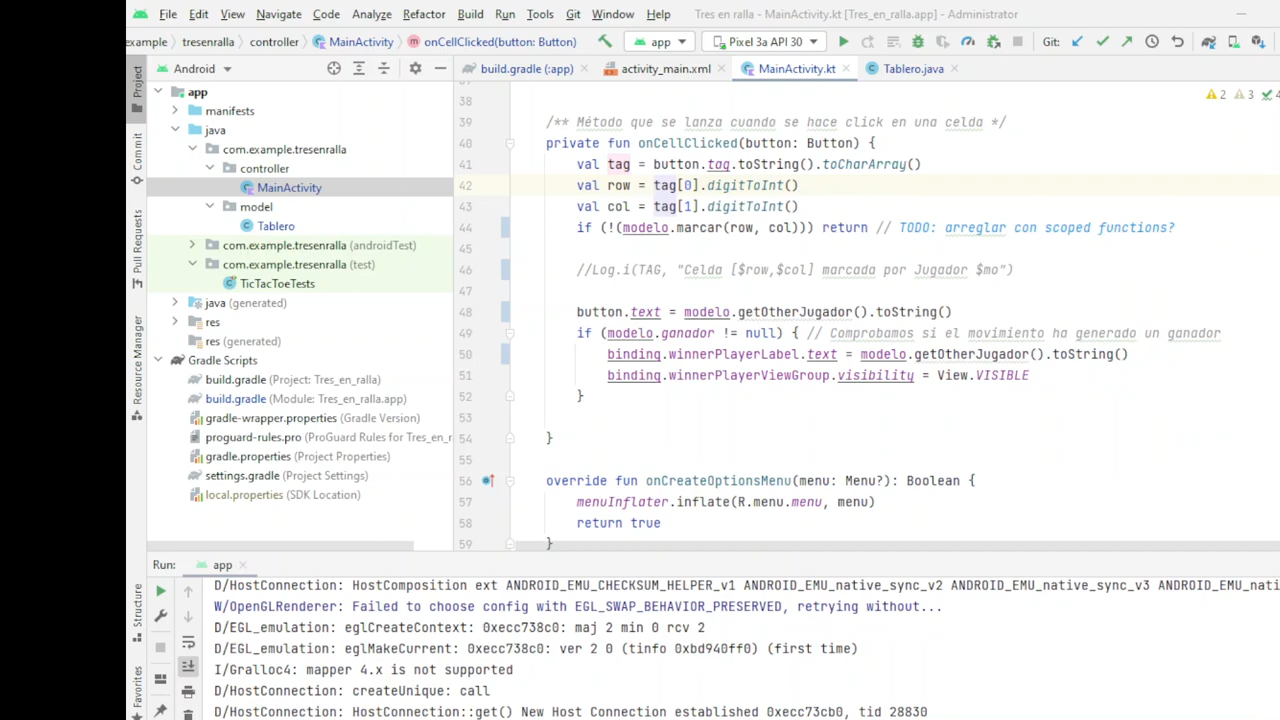 File Edit View Navigate Code Analyze Refactor Build Run Tools Git Window Help Tres en ralla - MainActivity.kt [Tres_en_ralla.app] - Administrator
example tresenralla controller MainActivity onCellClicked(button: Button) app Pixel 3a API 30 Git:
Project
Commit
Pull Requests
Resource Manager
Structure
Favorites
Android
app
manifests
java
com.example.tresenralla
controller
MainActivity
model
Tablero
com.example.tresenralla (androidTest)
com.example.tresenralla (test)
TicTacToeTests
java (generated)
res
res (generated)
Gradle Scripts
build.gradle (Project: Tres_en_ralla)
build.gradle (Module: Tres_en_ralla.app)
gradle-wrapper.properties (Gradle Version)
proguard-rules.pro (ProGuard Rules for Tres_en_r
gradle.properties (Project Properties)
settings.gradle (Project Settings)
local.properties (SDK Location)
build.gradle (:app) activity_main.xml MainActivity.kt Tablero.java
2 3 4
38
39 /** Método que se lanza cuando se hace click en una celda */
40 private fun onCellClicked(button: Button) {
41 val tag = button.tag.toString().toCharArray()
42 val row = tag[0].digitToInt()
43 val col = tag[1].digitToInt()
44 if (!(modelo.marcar(row, col))) return // TODO: arreglar con scoped functions?
45
46 //Log.i(TAG, "Celda [$row,$col] marcada por Jugador $mo")
47
48 button.text = modelo.getOtherJugador().toString()
49 if (modelo.ganador != null) { // Comprobamos si el movimiento ha generado un ganador
50 binding.winnerPlayerLabel.text = modelo.getOtherJugador().toString()
51 binding.winnerPlayerViewGroup.visibility = View.VISIBLE
52 }
53
54 }
55
56 override fun onCreateOptionsMenu(menu: Menu?): Boolean {
57 menuInflater.inflate(R.menu.menu, menu)
58 return true
59 }
Run: app
D/HostConnection: HostComposition ext ANDROID_EMU_CHECKSUM_HELPER_v1 ANDROID_EMU_native_sync_v2 ANDROID_EMU_native_sync_v3 ANDROID_EMU_nati
W/OpenGLRenderer: Failed to choose config with EGL_SWAP_BEHAVIOR_PRESERVED, retrying without...
D/EGL_emulation: eglCreateContext: 0xecc738c0: maj 2 min 0 rcv 2
D/EGL_emulation: eglMakeCurrent: 0xecc738c0: ver 2 0 (tinfo 0xbd940ff0) (first time)
I/Gralloc4: mapper 4.x is not supported
D/HostConnection: createUnique: call
D/HostConnection: HostConnection::get() New Host Connection established 0xecc73cb0, tid 28830